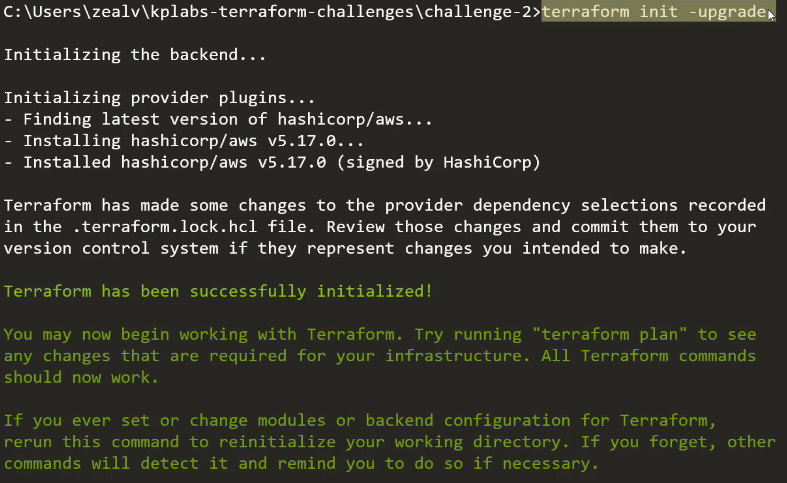 C:\Users\zealv\kplabs-terraform-challenges\challenge-2>terraform init -upgrade
Initializing the backend...
Initializing provider plugins...
- Finding latest version of hashicorp/aws...
- Installing hashicorp/aws v5.17.0...
- Installed hashicorp/aws v5.17.0 (signed by HashiCorp)
Terraform has made some changes to the provider dependency selections recorded
in the .terraform.lock.hcl file. Review those changes and commit them to your
version control system if they represent changes you intended to make.
Terraform has been successfully initialized!
You may now begin working with Terraform. Try running "terraform plan" to see
any changes that are required for your infrastructure. All Terraform commands
should now work.
If you ever set or change modules or backend configuration for Terraform,
rerun this command to reinitialize your working directory. If you forget, other
commands will detect it and remind you to do so if necessary.